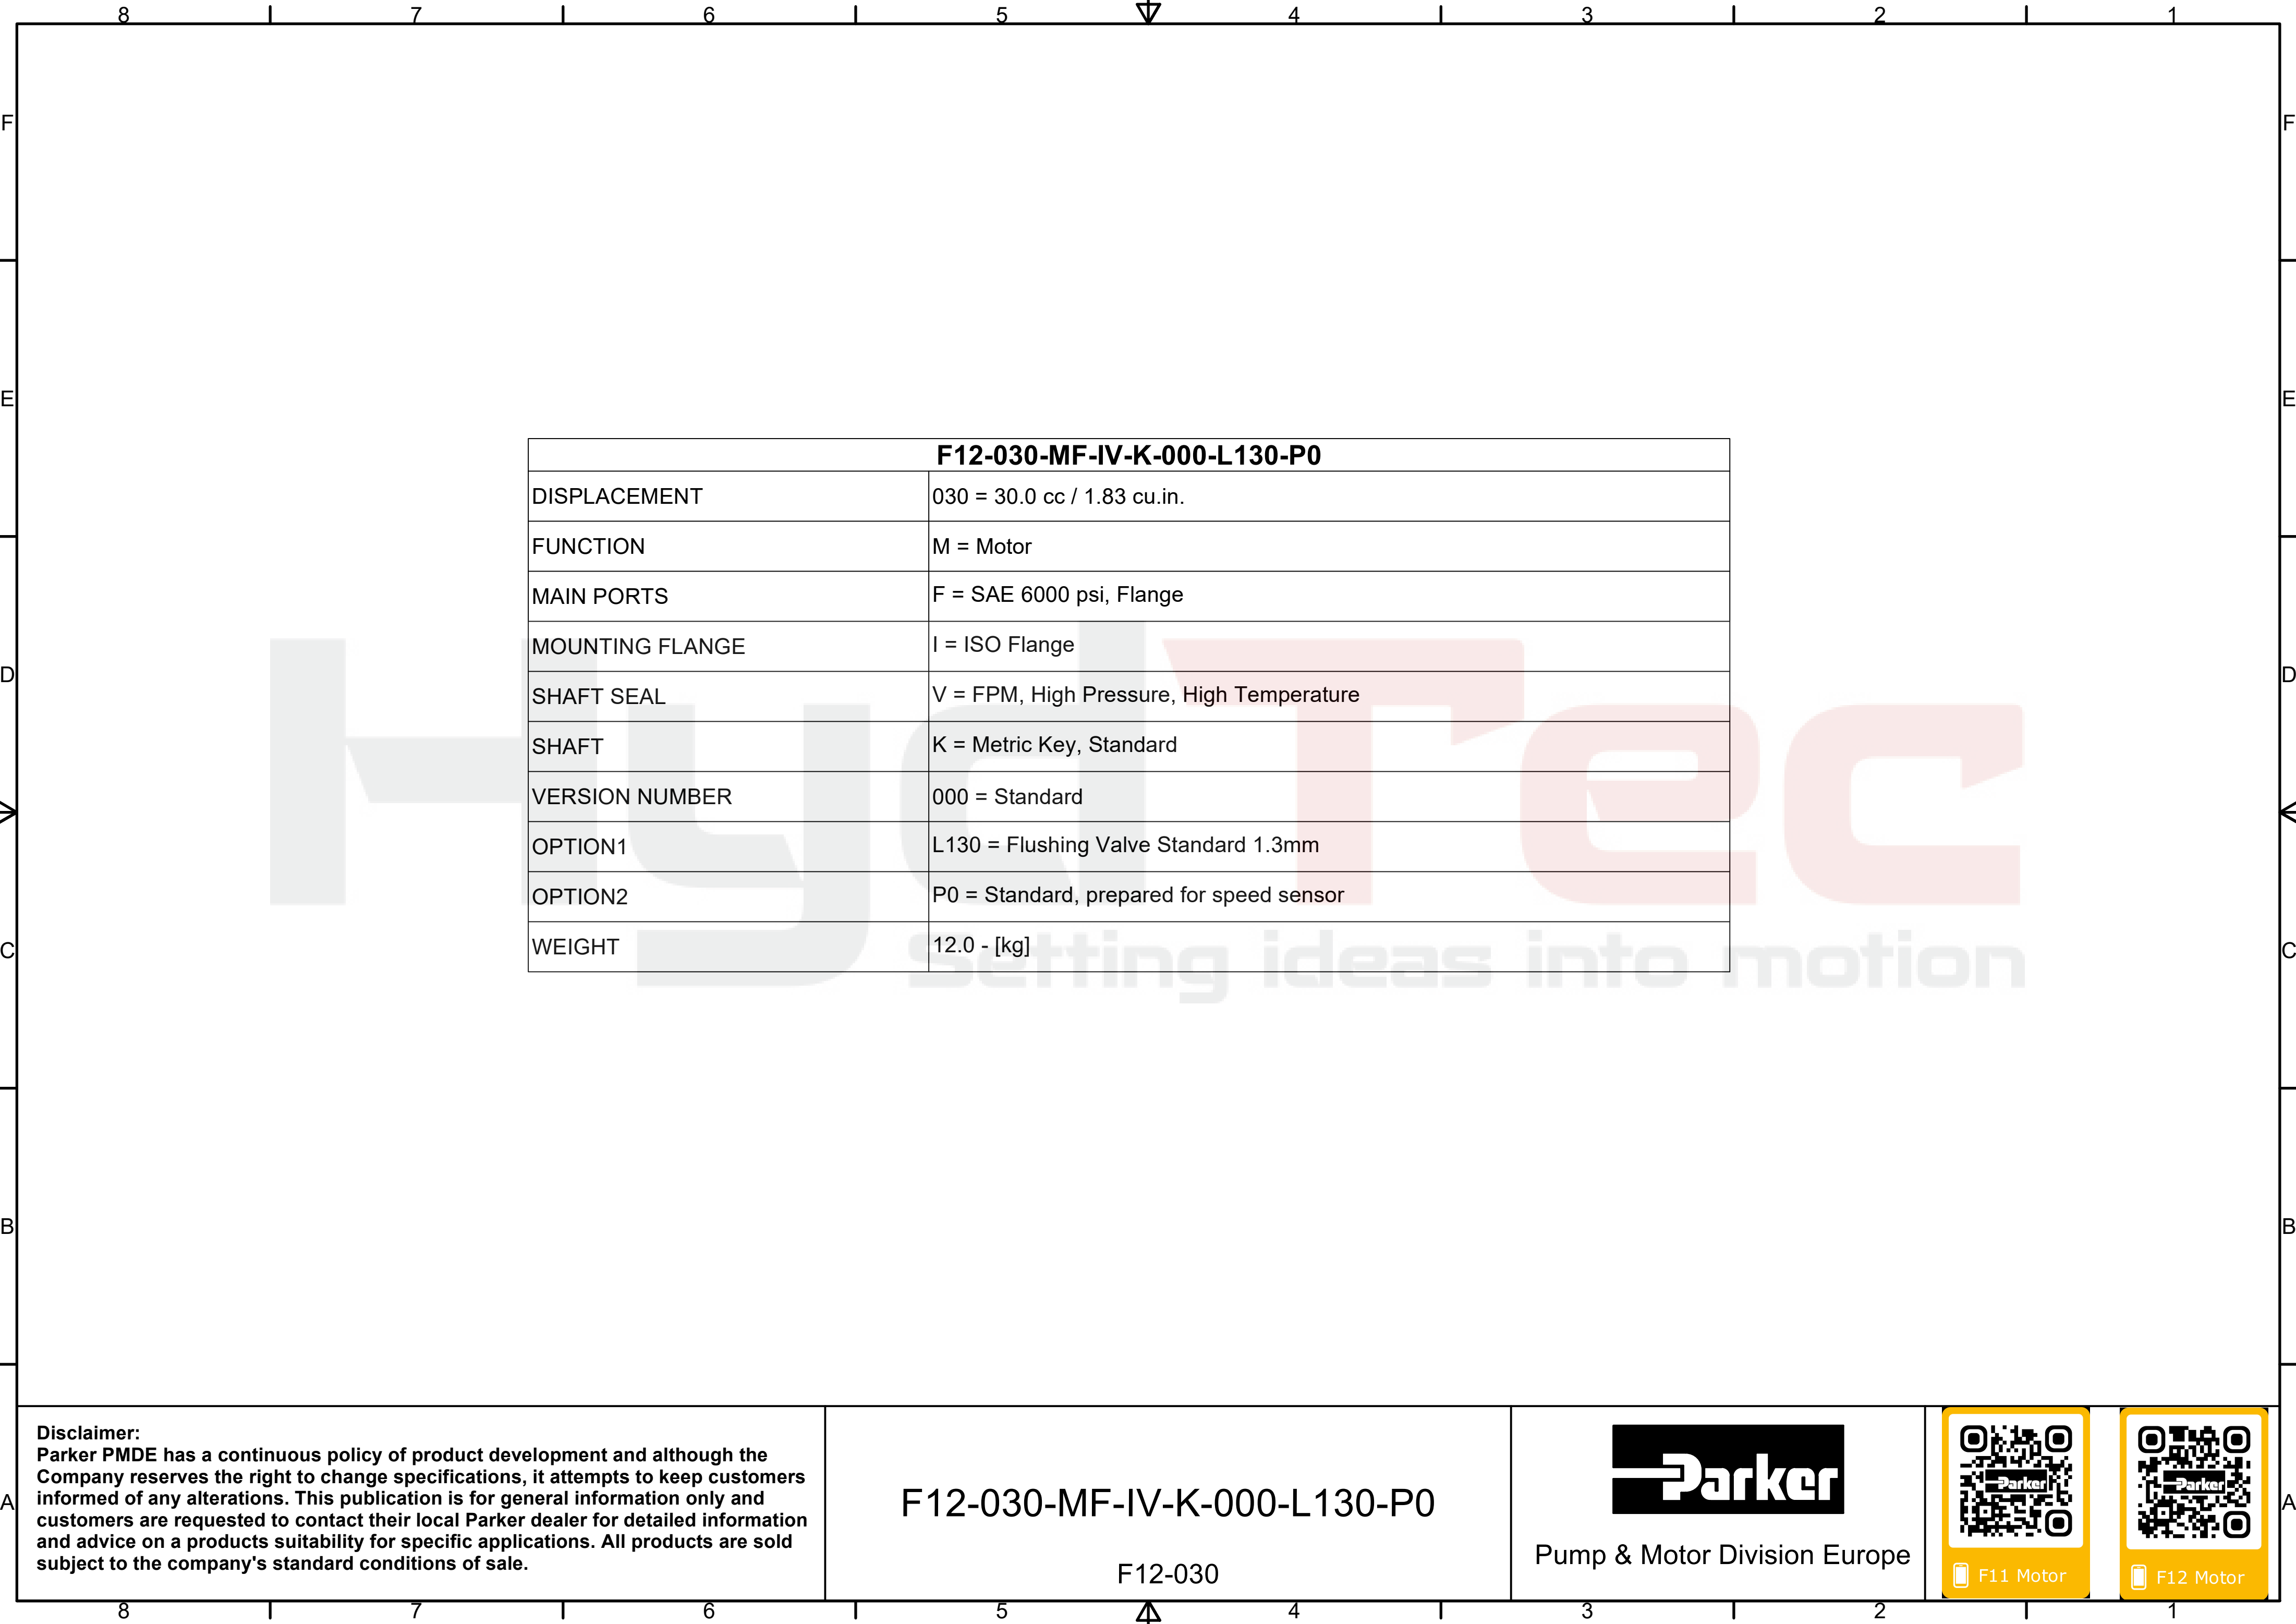 8 7 6 5 4 3 2 1
F F
E E
F12-030-MF-IV-K-000-L130-P0
DISPLACEMENT 030 = 30.0 cc / 1.83 cu.in.
FUNCTION M = Motor
MAIN PORTS F = SAE 6000 psi, Flange
MOUNTING FLANGE I = ISO Flange
D D
SHAFT SEAL V = FPM, High Pressure, High Temperature
SHAFT K = Metric Key, Standard
VERSION NUMBER 000 = Standard
OPTION1 L130 = Flushing Valve Standard 1.3mm
OPTION2 P0 = Standard, prepared for speed sensor
WEIGHT 12.0 - [kg]
HydTec
Setting ideas into motion
C C
B B
A A
Disclaimer:
Parker PMDE has a continuous policy of product development and although the
Company reserves the right to change specifications, it attempts to keep customers
informed of any alterations. This publication is for general information only and
customers are requested to contact their local Parker dealer for detailed information
and advice on a products suitability for specific applications. All products are sold
subject to the company's standard conditions of sale.
F12-030-MF-IV-K-000-L130-P0
F12-030
Parker
Pump & Motor Division Europe
Parker
F11 Motor
Parker
F12 Motor
8 7 6 5 4 3 2 1